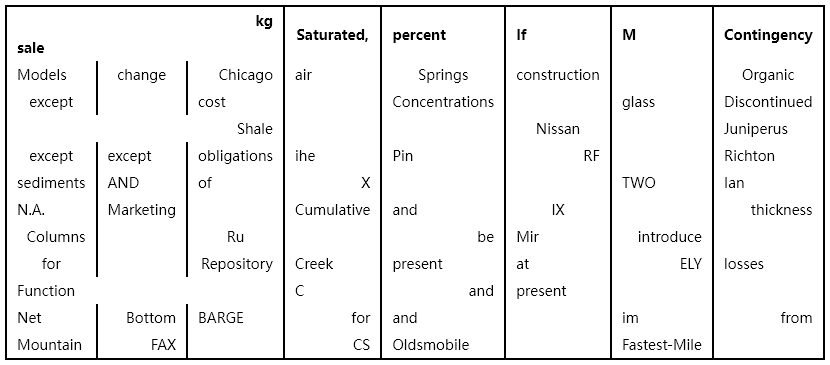 kg
sale Saturated, percent If M Contingency
Models change Chicago air Springs construction Organic
except cost Concentrations glass Discontinued
Shale Nissan Juniperus
except except obligations ihe Pin RF Richton
sediments AND of X TWO Ian
N.A. Marketing Cumulative and IX thickness
Columns Ru be Mir introduce
for Repository Creek present at ELY losses
Function C and present
Net Bottom BARGE for and im from
Mountain FAX CS Oldsmobile Fastest-Mile